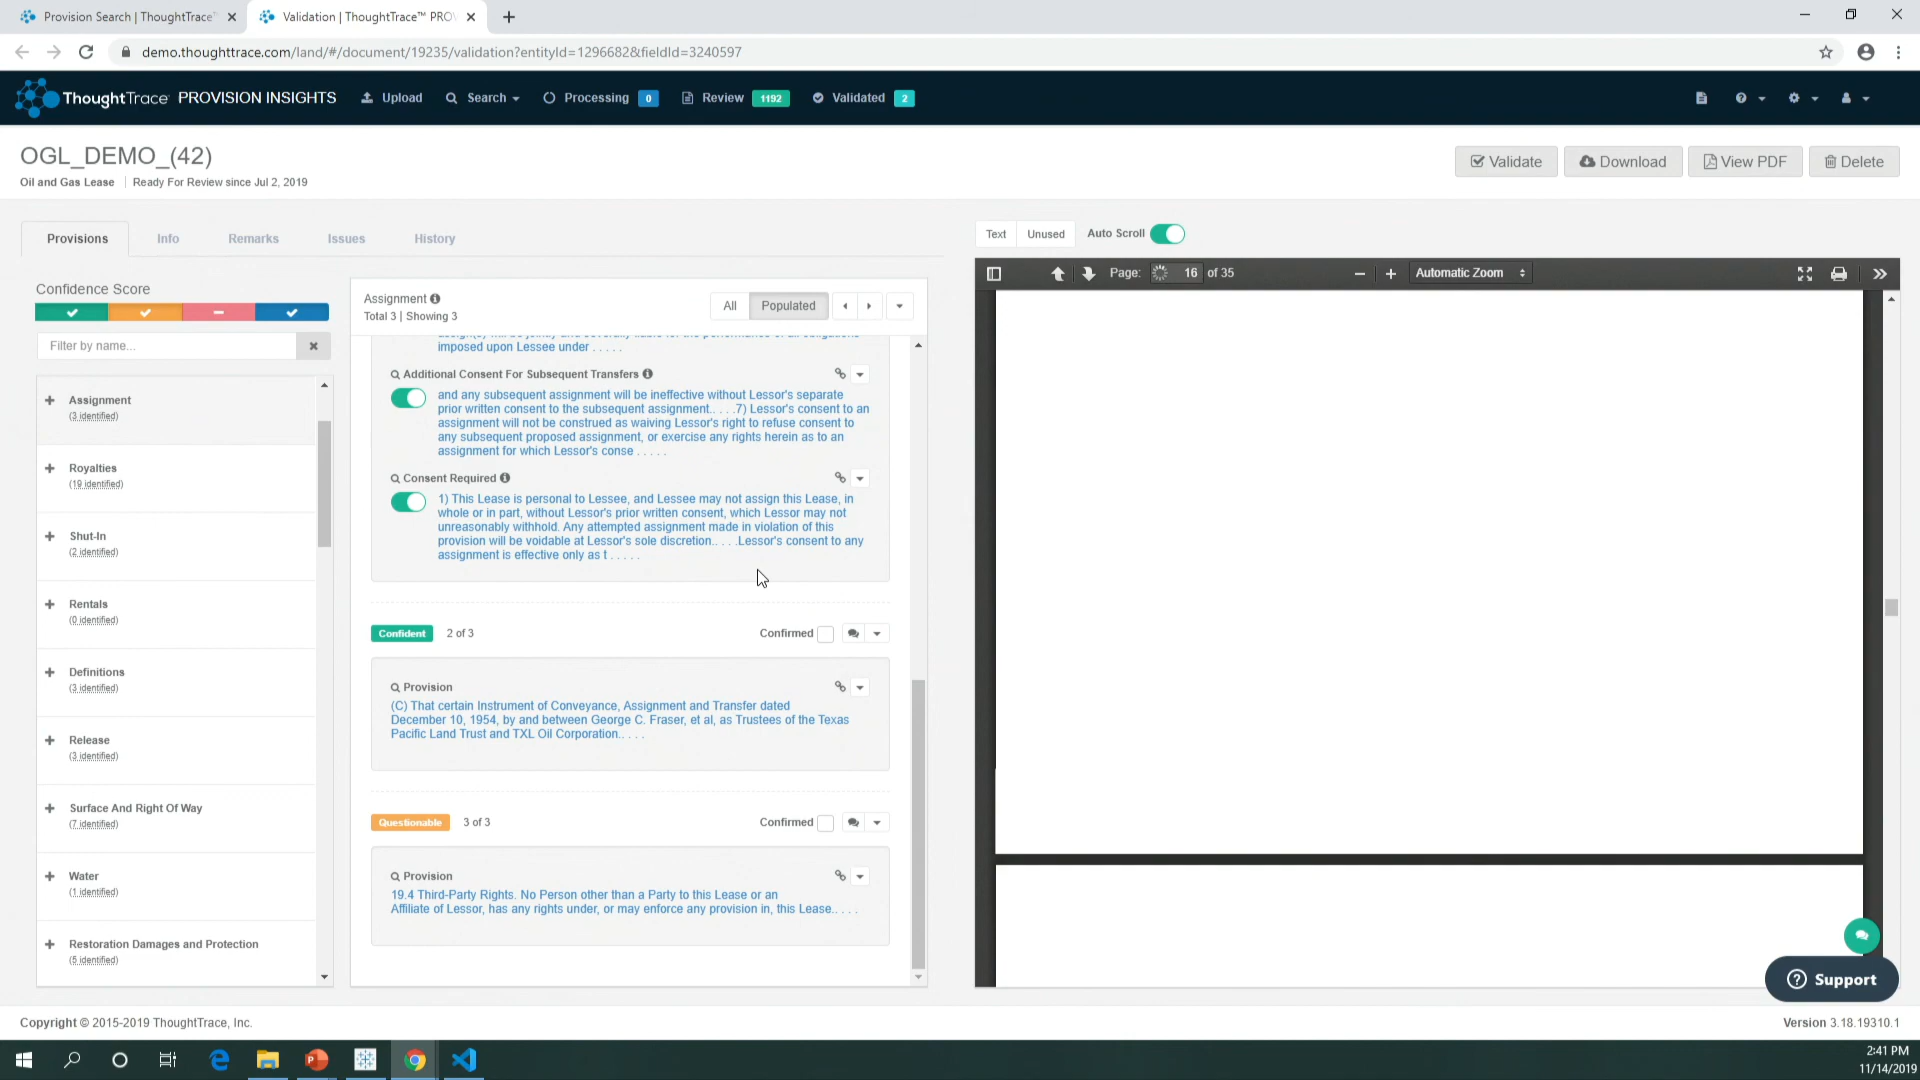 Provision Search | ThoughtTrace™
Validation | ThoughtTrace™ PRO
demo.thoughttrace.com/land/#/document/19235/validation?entityId=1296682&fieldId=3240597
ThoughtTrace PROVISION INSIGHTS
Upload
Search
Processing 0
Review 1192
Validated 2
OGL_DEMO_(42)
Oil and Gas Lease | Ready For Review since Jul 2, 2019
Validate
Download
View PDF
Delete
Provisions
Info
Remarks
Issues
History
Confidence Score
Filter by name...
Assignment
(3 identified)
Royalties
(19 identified)
Shut-In
(2 identified)
Rentals
(0 identified)
Definitions
(3 identified)
Release
(3 identified)
Surface And Right Of Way
(7 identified)
Water
(1 identified)
Restoration Damages and Protection
(5 identified)
Assignment
Total 3 | Showing 3
All
Populated
imposed upon Lessee under . . . . .
Additional Consent For Subsequent Transfers
and any subsequent assignment will be ineffective without Lessor's separate
prior written consent to the subsequent assignment.. . . .7) Lessor's consent to an
assignment will not be construed as waiving Lessor's right to refuse consent to
any subsequent proposed assignment, or exercise any rights herein as to an
assignment for which Lessor's conse . . . . .
Consent Required
1) This Lease is personal to Lessee, and Lessee may not assign this Lease, in
whole or in part, without Lessor's prior written consent, which Lessor may not
unreasonably withhold. Any attempted assignment made in violation of this
provision will be voidable at Lessor's sole discretion.. . . .Lessor's consent to any
assignment is effective only as t . . . . .
Confident 2 of 3
Confirmed
Provision
(C) That certain Instrument of Conveyance, Assignment and Transfer dated
December 10, 1954, by and between George C. Fraser, et al, as Trustees of the Texas
Pacific Land Trust and TXL Oil Corporation.. . . .
Questionable 3 of 3
Confirmed
Provision
19.4 Third-Party Rights. No Person other than a Party to this Lease or an
Affiliate of Lessor, has any rights under, or may enforce any provision in, this Lease.. . . .
Text
Unused
Auto Scroll
Page: 16 of 35
Automatic Zoom
Support
Copyright © 2015-2019 ThoughtTrace, Inc.
Version 3.18.19310.1
2:41 PM
11/14/2019